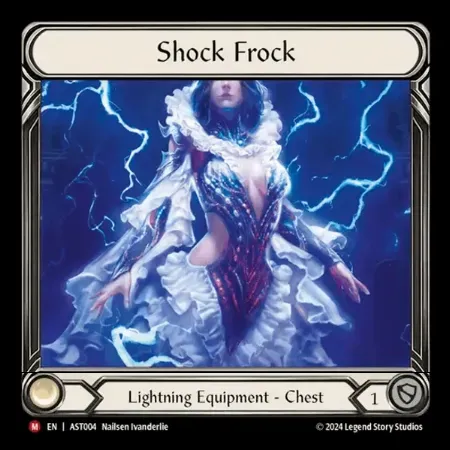 Shock Frock
Lightning Equipment - Chest 1
M EN | AST004 Nailsen Ivanderlie © 2024 Legend Story Studios